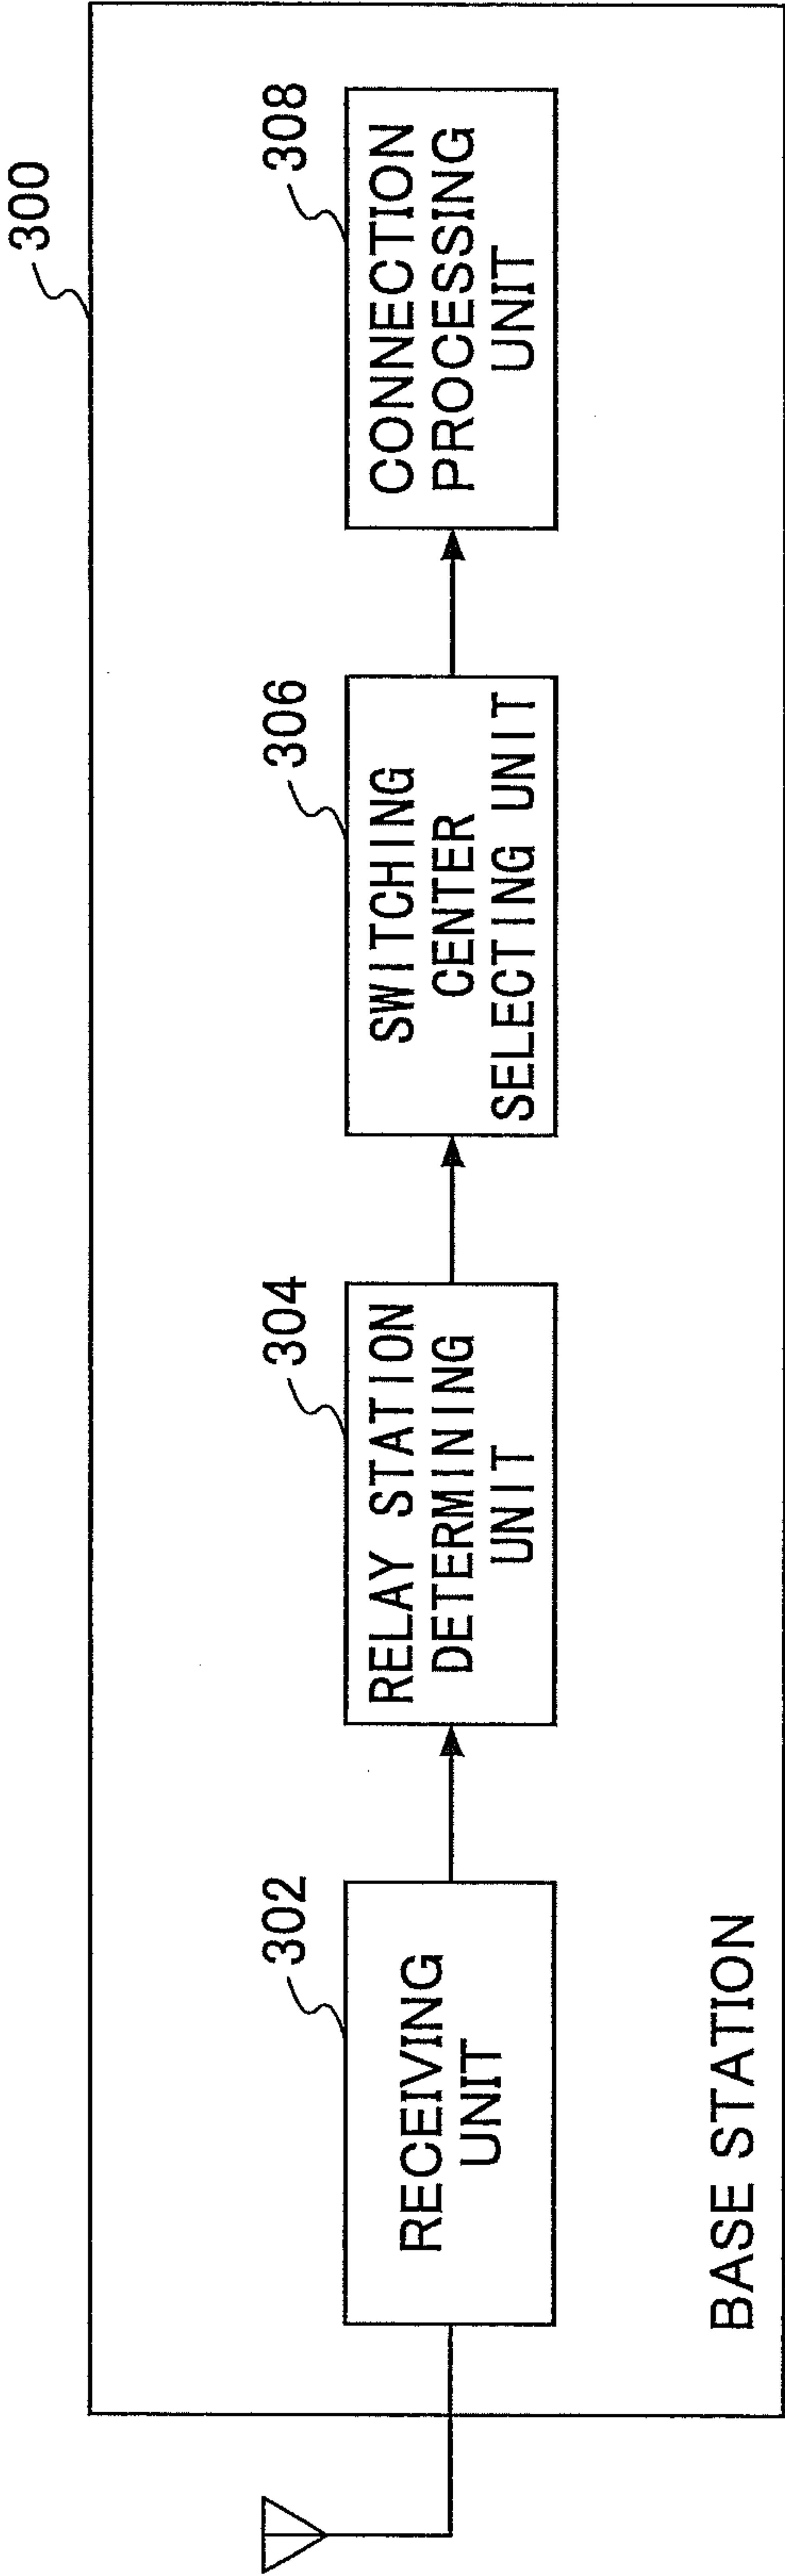 300
302
RECEIVING
UNIT
304
RELAY STATION
DETERMINING
UNIT
306
SWITCHING
CENTER
SELECTING UNIT
308
CONNECTION
PROCESSING
UNIT
BASE STATION